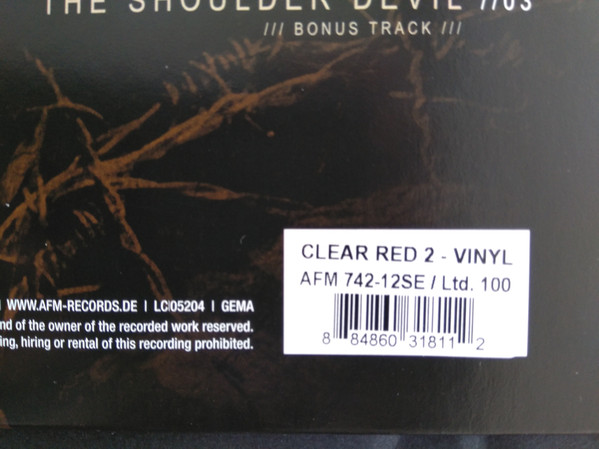 THE SHOULDER DEVIL //03
/// BONUS TRACK ///
CLEAR RED 2 - VINYL
AFM 742-12SE / Ltd. 100
8 84860 31811 2
| WWW.AFM-RECORDS.DE | LC 05204 | GEMA
nd of the owner of the recorded work reserved.
ing, hiring or rental of this recording prohibited.